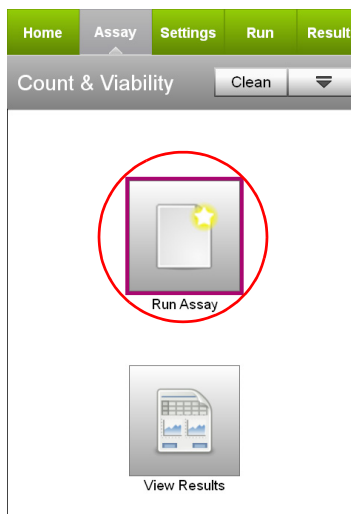 Home Assay Settings Run Result
Count & Viability Clean
Run Assay
View Results